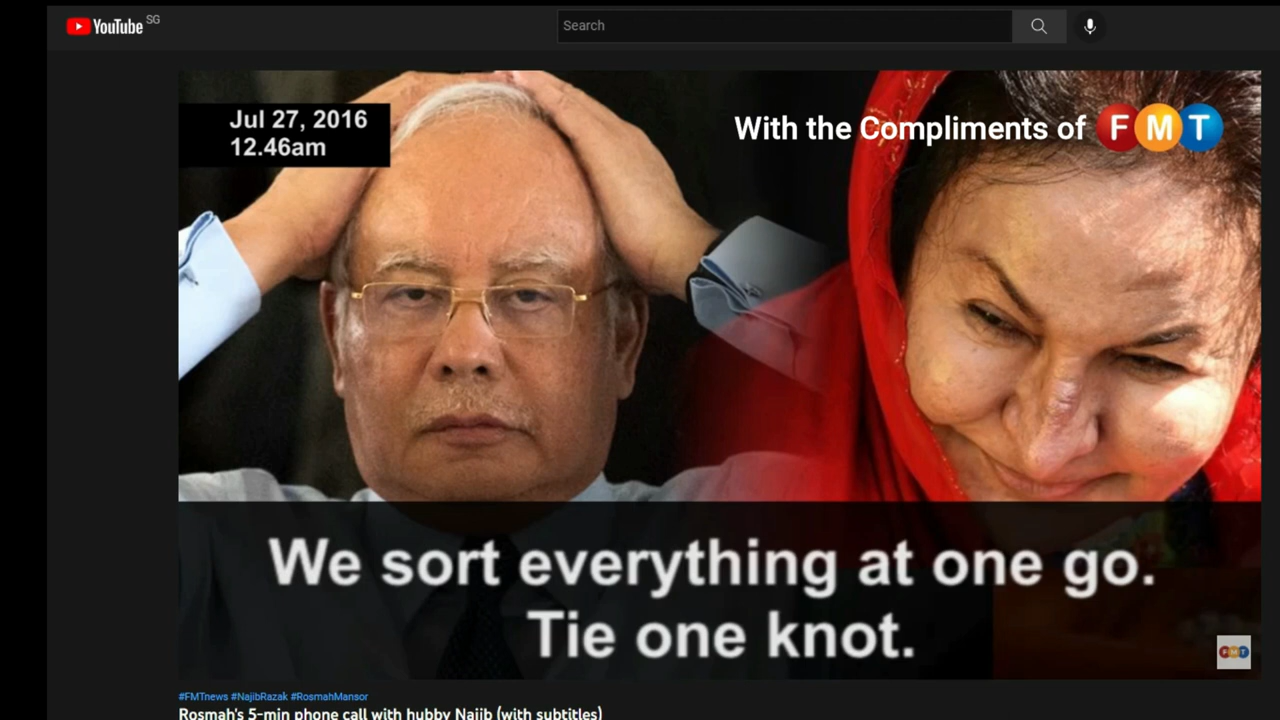 YouTube SG
Search
Jul 27, 2016
12.46am
With the Compliments of FMT
We sort everything at one go.
Tie one knot.
FMT
#FMTnews #NajibRazak #RosmahMansor
Rosmah's 5-min phone call with hubby Najib (with subtitles)